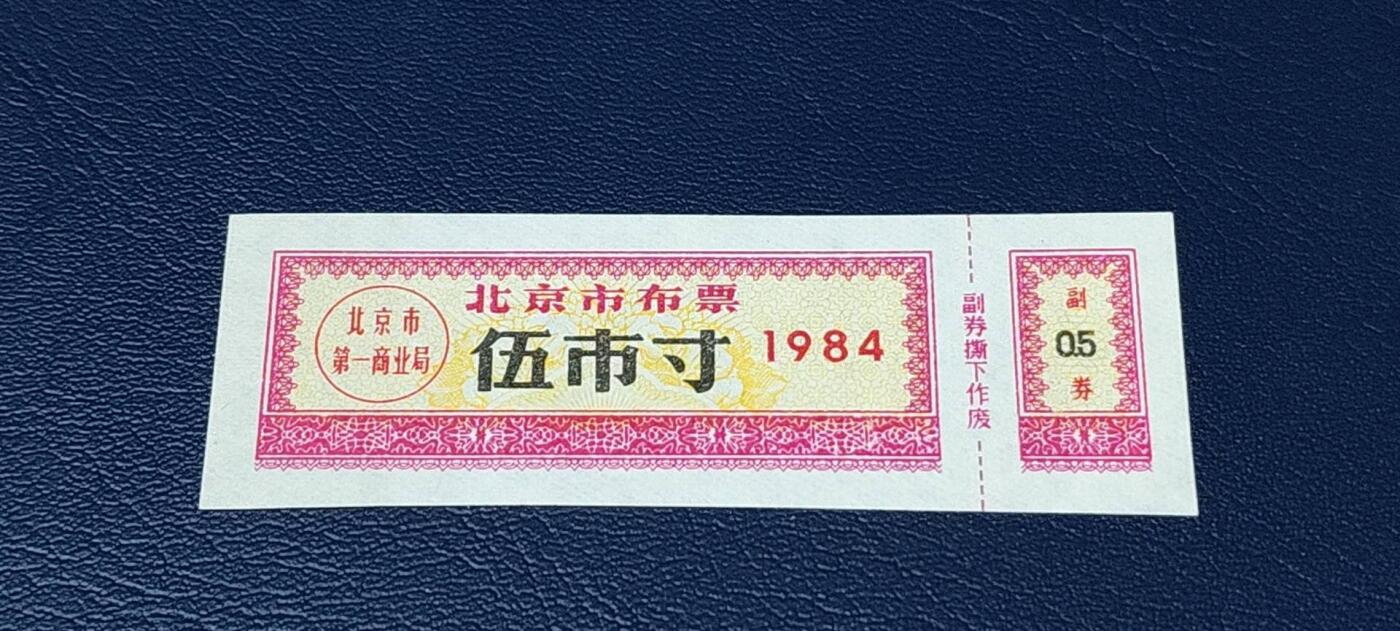 北京市布票
北京市
第一商业局
伍市寸
1984
副券撕下作废
副
0.5
券